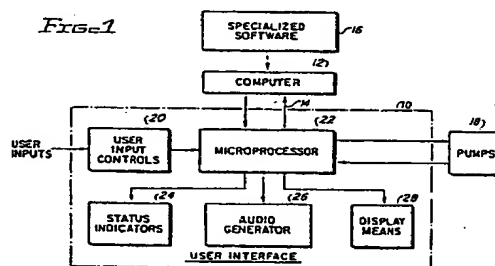 FIG. 1
SPECIALIZED
SOFTWARE
16
12
COMPUTER
14
10
20
22
18
USER INPUTS
USER
INPUT
CONTROLS
MICROPROCESSOR
PUMPS
24
26
28
STATUS
INDICATORS
AUDIO
GENERATOR
DISPLAY
MEANS
USER INTERFACE